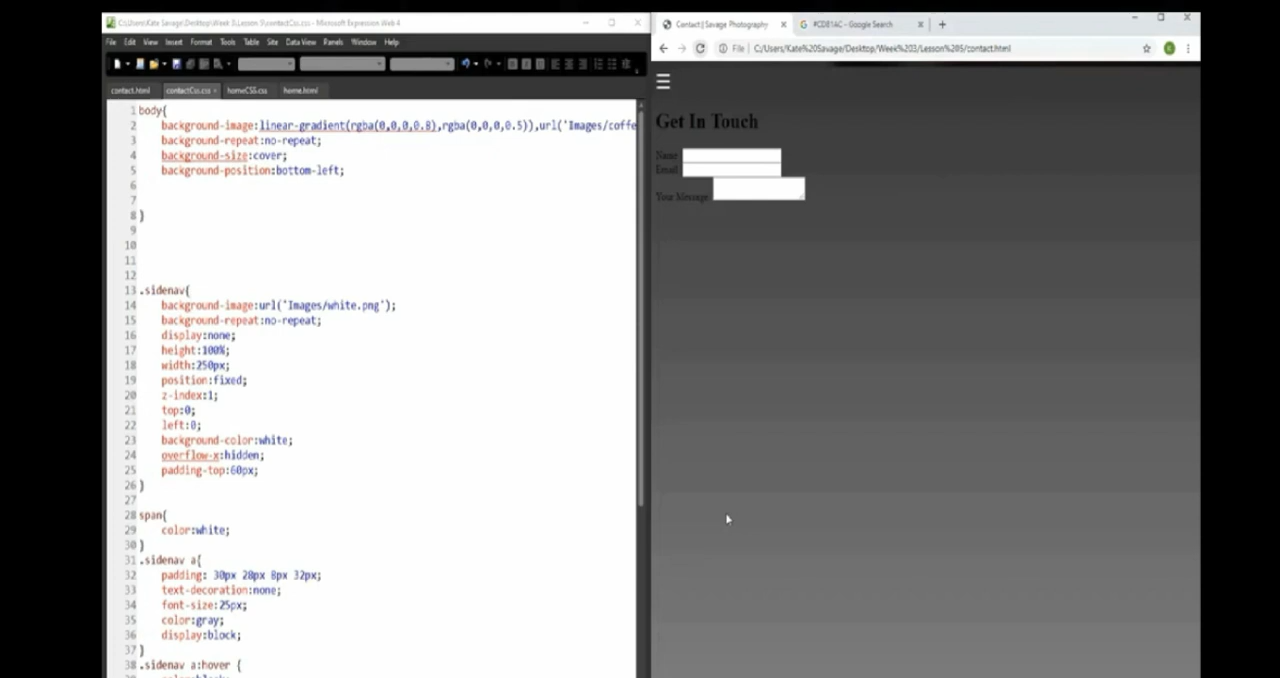 C:\Users\Kate Savage\Desktop\Week 3\Lesson 5\contactCss.css - Microsoft Expression Web 4
File Edit View Insert Format Tools Table Site Data View Panels Window Help
contact.html contactCss.css homeCSS.css home.html
1 body{
2 background-image:linear-gradient(rgba(0,0,0,0.8),rgba(0,0,0,0.5)),url('Images/coffe
3 background-repeat:no-repeat;
4 background-size:cover;
5 background-position:bottom-left;
6
7
8 }
9
10
11
12
13 .sidenav{
14 background-image:url('Images/white.png');
15 background-repeat:no-repeat;
16 display:none;
17 height:100%;
18 width:250px;
19 position:fixed;
20 z-index:1;
21 top:0;
22 left:0;
23 background-color:white;
24 overflow-x:hidden;
25 padding-top:60px;
26 }
27
28 span{
29 color:white;
30 }
31 .sidenav a{
32 padding: 30px 28px 8px 32px;
33 text-decoration:none;
34 font-size:25px;
35 color:gray;
36 display:block;
37 }
38 .sidenav a:hover {
Contact | Savage Photography
#CDB1AC - Google Search
File | C:/Users/Kate%20Savage/Desktop/Week%203/Lesson%205/contact.html
Get In Touch
Name
Email
Your Message